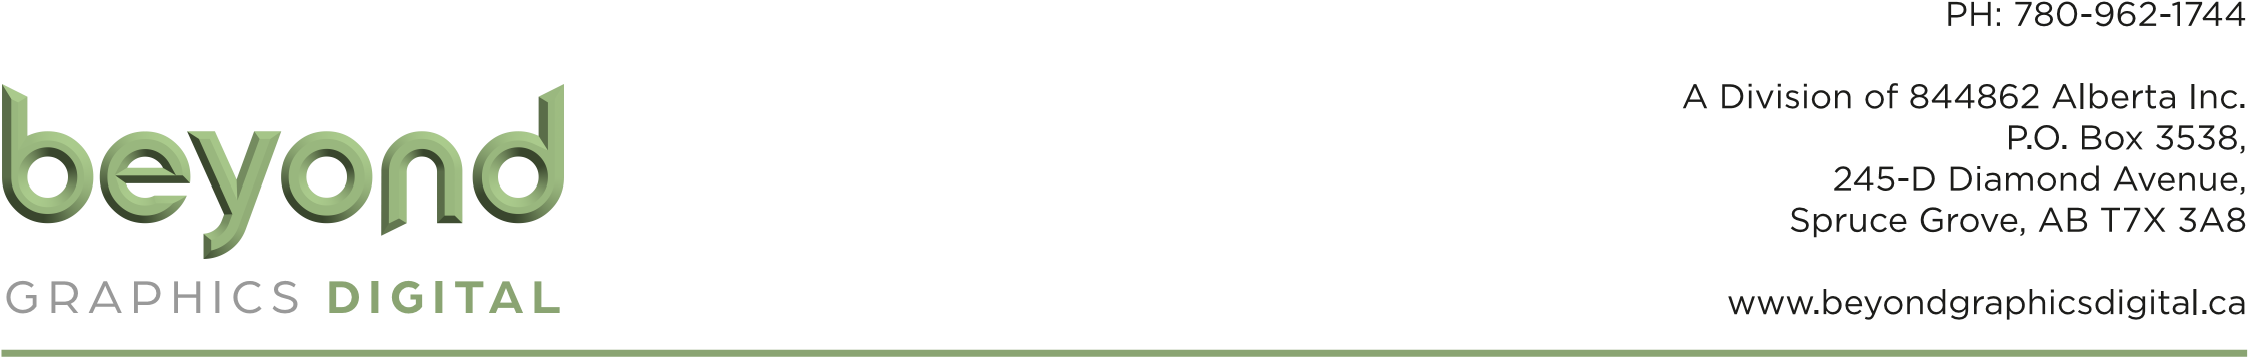 PH: 780-962-1744
A Division of 844862 Alberta Inc.
P.O. Box 3538,
245-D Diamond Avenue,
Spruce Grove, AB T7X 3A8
www.beyondgraphicsdigital.ca
beyond
GRAPHICS DIGITAL